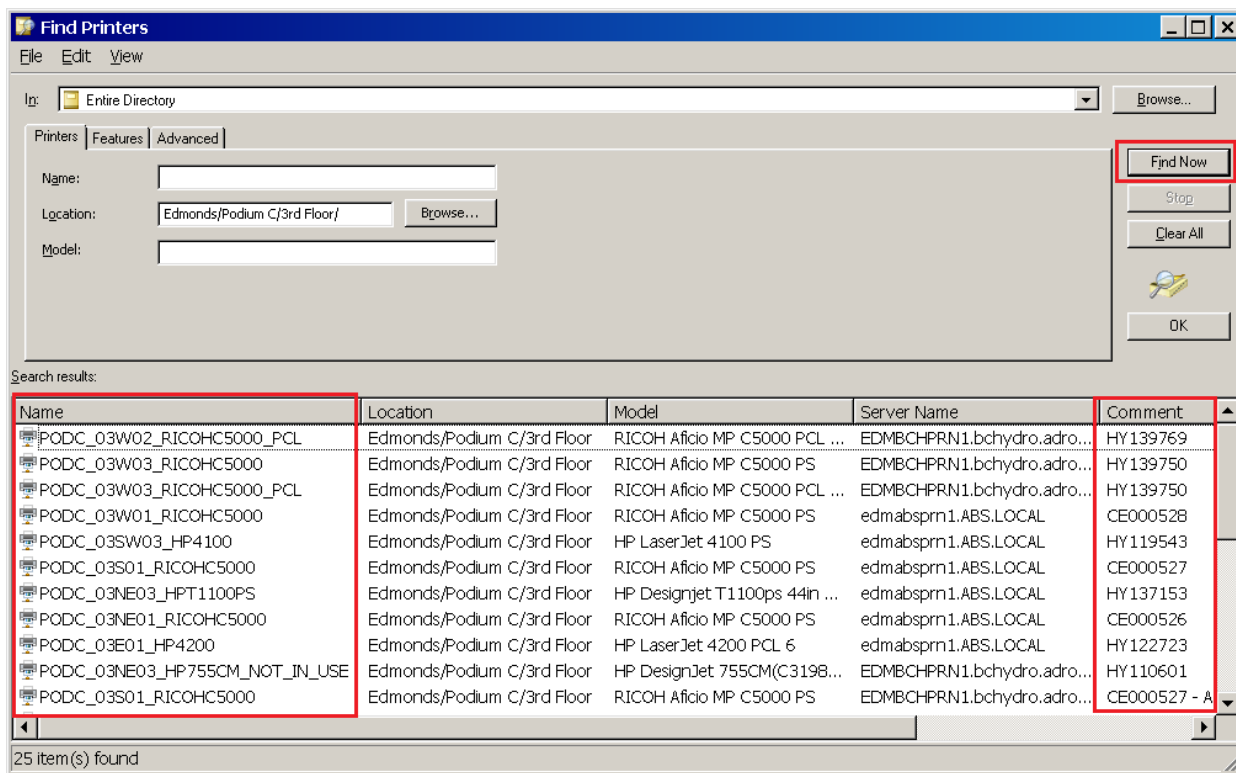 Find Printers
File Edit View
In: Entire Directory Browse...
Printers Features Advanced
Find Now
Name:
Stop
Location: Edmonds/Podium C/3rd Floor/ Browse...
Clear All
Model:
OK
Search results:
Name Location Model Server Name Comment
PODC_03W02_RICOHC5000_PCL Edmonds/Podium C/3rd Floor RICOH Aficio MP C5000 PCL ... EDMBCHPRN1.bchydro.adro... HY139769
PODC_03W03_RICOHC5000 Edmonds/Podium C/3rd Floor RICOH Aficio MP C5000 PS EDMBCHPRN1.bchydro.adro... HY139750
PODC_03W03_RICOHC5000_PCL Edmonds/Podium C/3rd Floor RICOH Aficio MP C5000 PCL ... EDMBCHPRN1.bchydro.adro... HY139750
PODC_03W01_RICOHC5000 Edmonds/Podium C/3rd Floor RICOH Aficio MP C5000 PS edmabsprn1.ABS.LOCAL CE000528
PODC_03SW03_HP4100 Edmonds/Podium C/3rd Floor HP LaserJet 4100 PS edmabsprn1.ABS.LOCAL HY119543
PODC_03S01_RICOHC5000 Edmonds/Podium C/3rd Floor RICOH Aficio MP C5000 PS edmabsprn1.ABS.LOCAL CE000527
PODC_03NE03_HPT1100PS Edmonds/Podium C/3rd Floor HP Designjet T1100ps 44in ... edmabsprn1.ABS.LOCAL HY137153
PODC_03NE01_RICOHC5000 Edmonds/Podium C/3rd Floor RICOH Aficio MP C5000 PS edmabsprn1.ABS.LOCAL CE000526
PODC_03E01_HP4200 Edmonds/Podium C/3rd Floor HP LaserJet 4200 PCL 6 edmabsprn1.ABS.LOCAL HY122723
PODC_03NE03_HP755CM_NOT_IN_USE Edmonds/Podium C/3rd Floor HP DesignJet 755CM(C3198... EDMBCHPRN1.bchydro.adro... HY110601
PODC_03S01_RICOHC5000 Edmonds/Podium C/3rd Floor RICOH Aficio MP C5000 PS EDMBCHPRN1.bchydro.adro... CE000527 - A
25 item(s) found